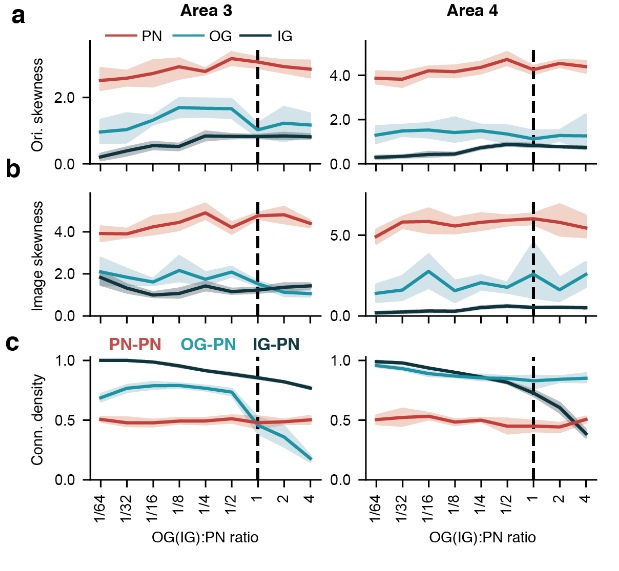 a
Area 3
Area 4
PN
OG
IG
Ori. skewness
2.0
0.0
4.0
2.0
0.0
b
Image skewness
4.0
2.0
0.0
5.0
0.0
c
PN-PN OG-PN IG-PN
Conn. density
1.0
0.5
0.0
1.0
0.5
0.0
1/64 1/32 1/16 1/8 1/4 1/2 1 2 4
1/64 1/32 1/16 1/8 1/4 1/2 1 2 4
OG(IG):PN ratio
OG(IG):PN ratio